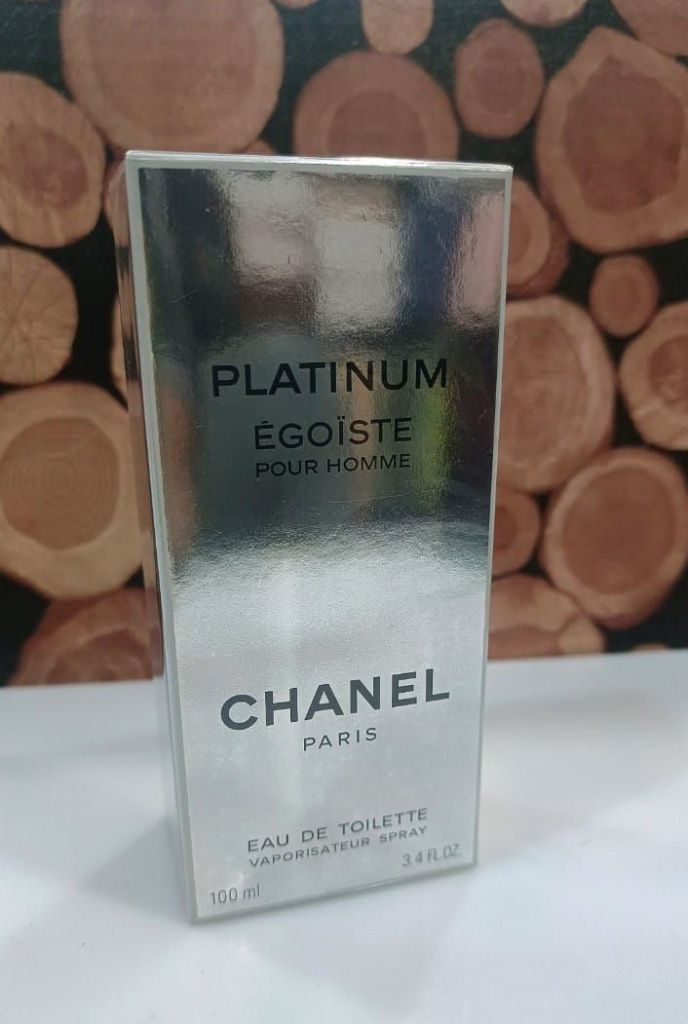 PLATINUM
ÉGOÏSTE
POUR HOMME
CHANEL
PARIS
EAU DE TOILETTE
VAPORISATEUR SPRAY
100 ml 3.4 FL.OZ.